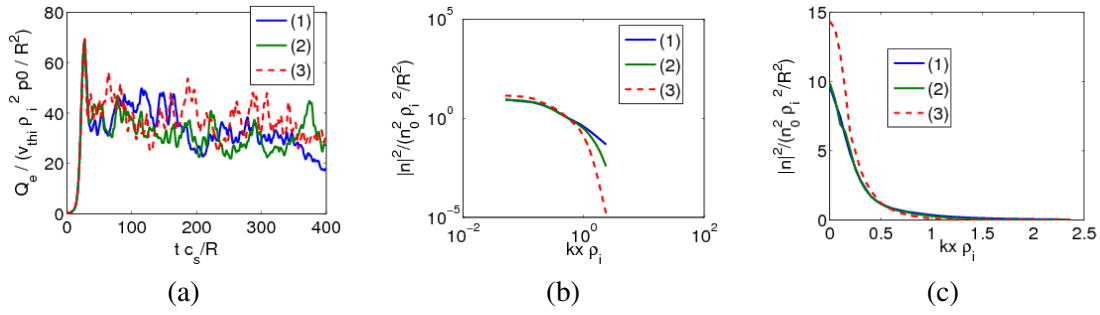 80
60
40
20
0
Q_e / (v_thi ρ_i^2 p0 / R^2)
(1)
(2)
(3)
0 100 200 300 400
t c_s/R
(a)
10^5
10^0
10^-5
|n|^2/(n_0^2 ρ_i^2/R^2)
(1)
(2)
(3)
10^-2 10^0 10^2
kx ρ_i
(b)
15
10
5
0
|n|^2/(n_0^2 ρ_i^2/R^2)
(1)
(2)
(3)
0 0.5 1 1.5 2 2.5
kx ρ_i
(c)